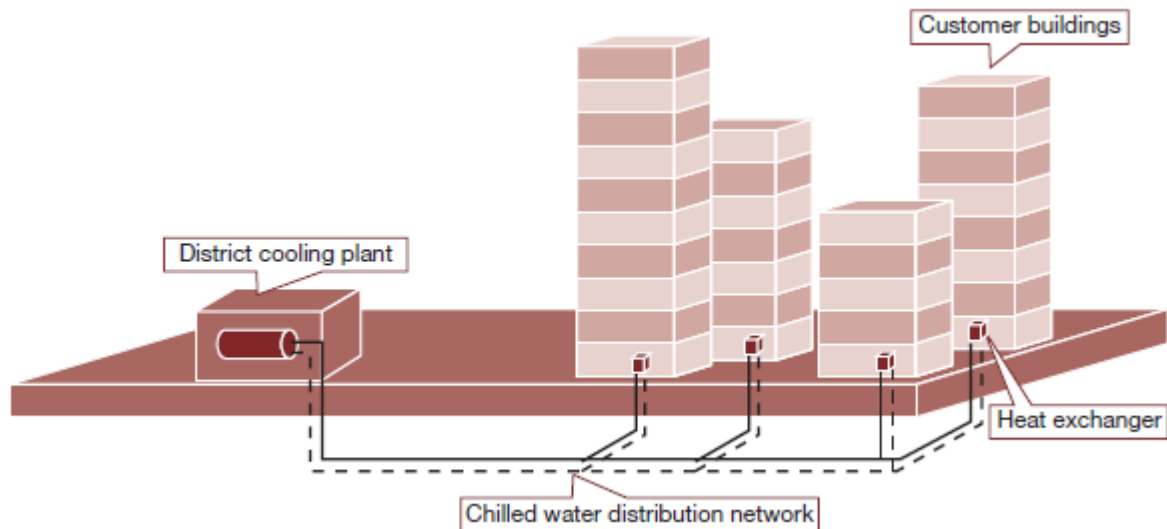 Customer buildings
District cooling plant
Heat exchanger
Chilled water distribution network